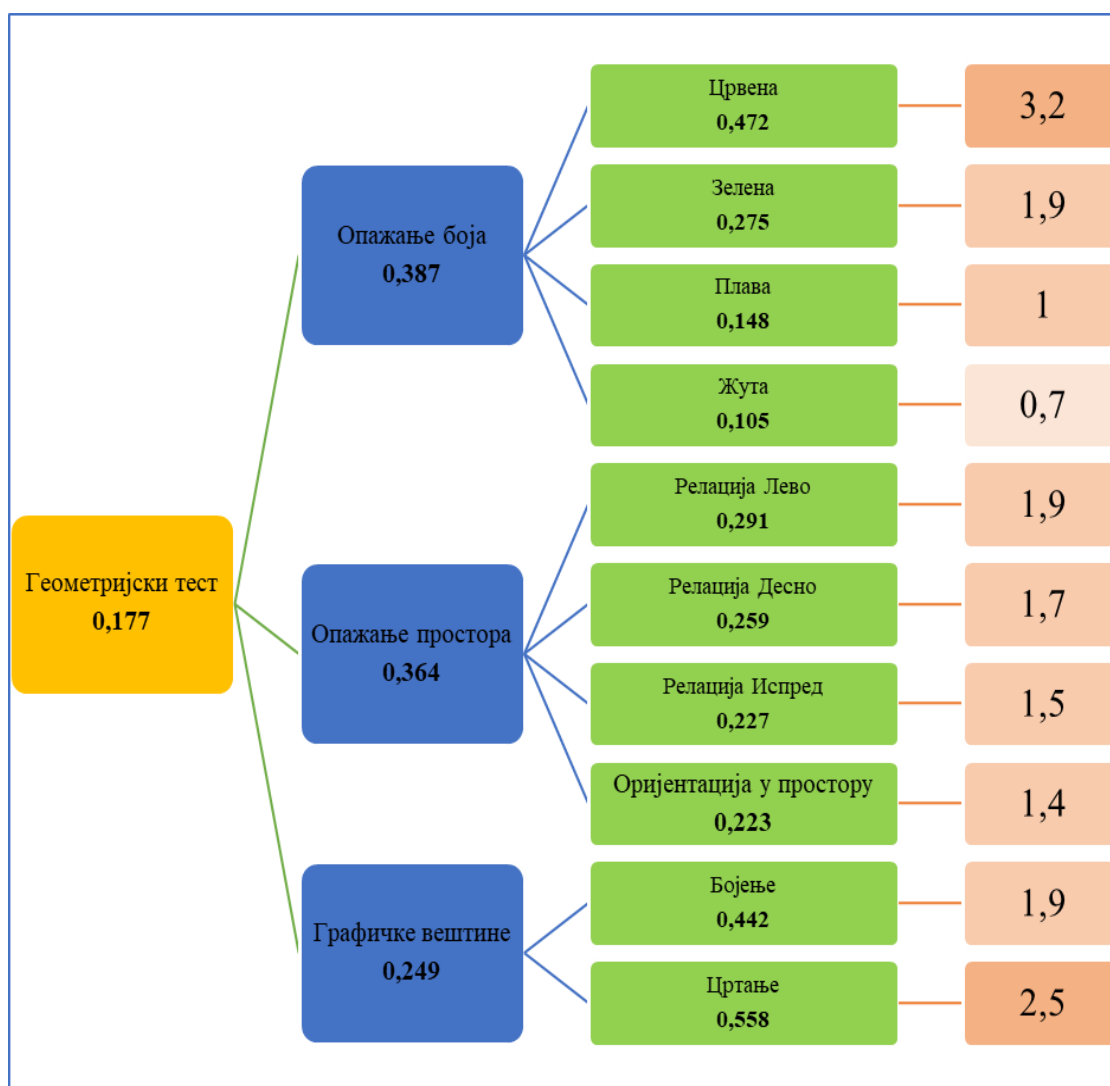 Геометријски тест
0,177
Опажање боја
0,387
Црвена
0,472
3,2
Зелена
0,275
1,9
Плава
0,148
1
Жута
0,105
0,7
Опажање простора
0,364
Релација Лево
0,291
1,9
Релација Десно
0,259
1,7
Релација Испред
0,227
1,5
Оријентација у простору
0,223
1,4
Графичке вештине
0,249
Бојење
0,442
1,9
Цртање
0,558
2,5